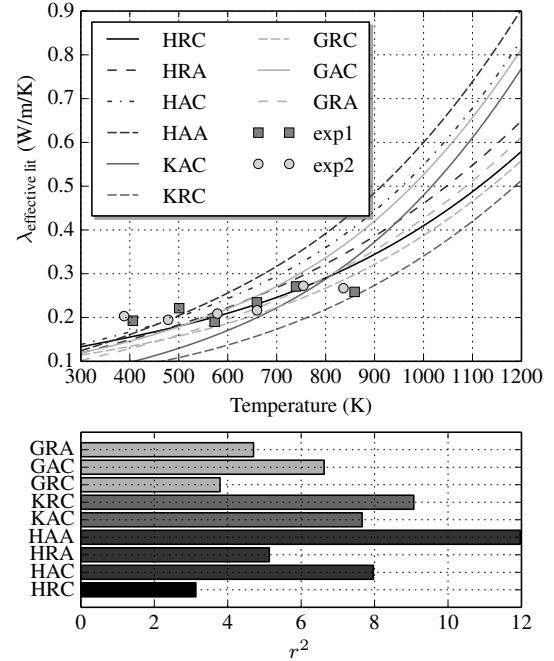 0.9
0.8
0.7
0.6
0.5
0.4
0.3
0.2
0.1
λeffective lit (W/m/K)
HRC
HRA
HAC
HAA
KAC
KRC
GRC
GAC
GRA
exp1
exp2
300 400 500 600 700 800 900 1000 1100 1200
Temperature (K)
GRA
GAC
GRC
KRC
KAC
HAA
HRA
HAC
HRC
0 2 4 6 8 10 12
r²